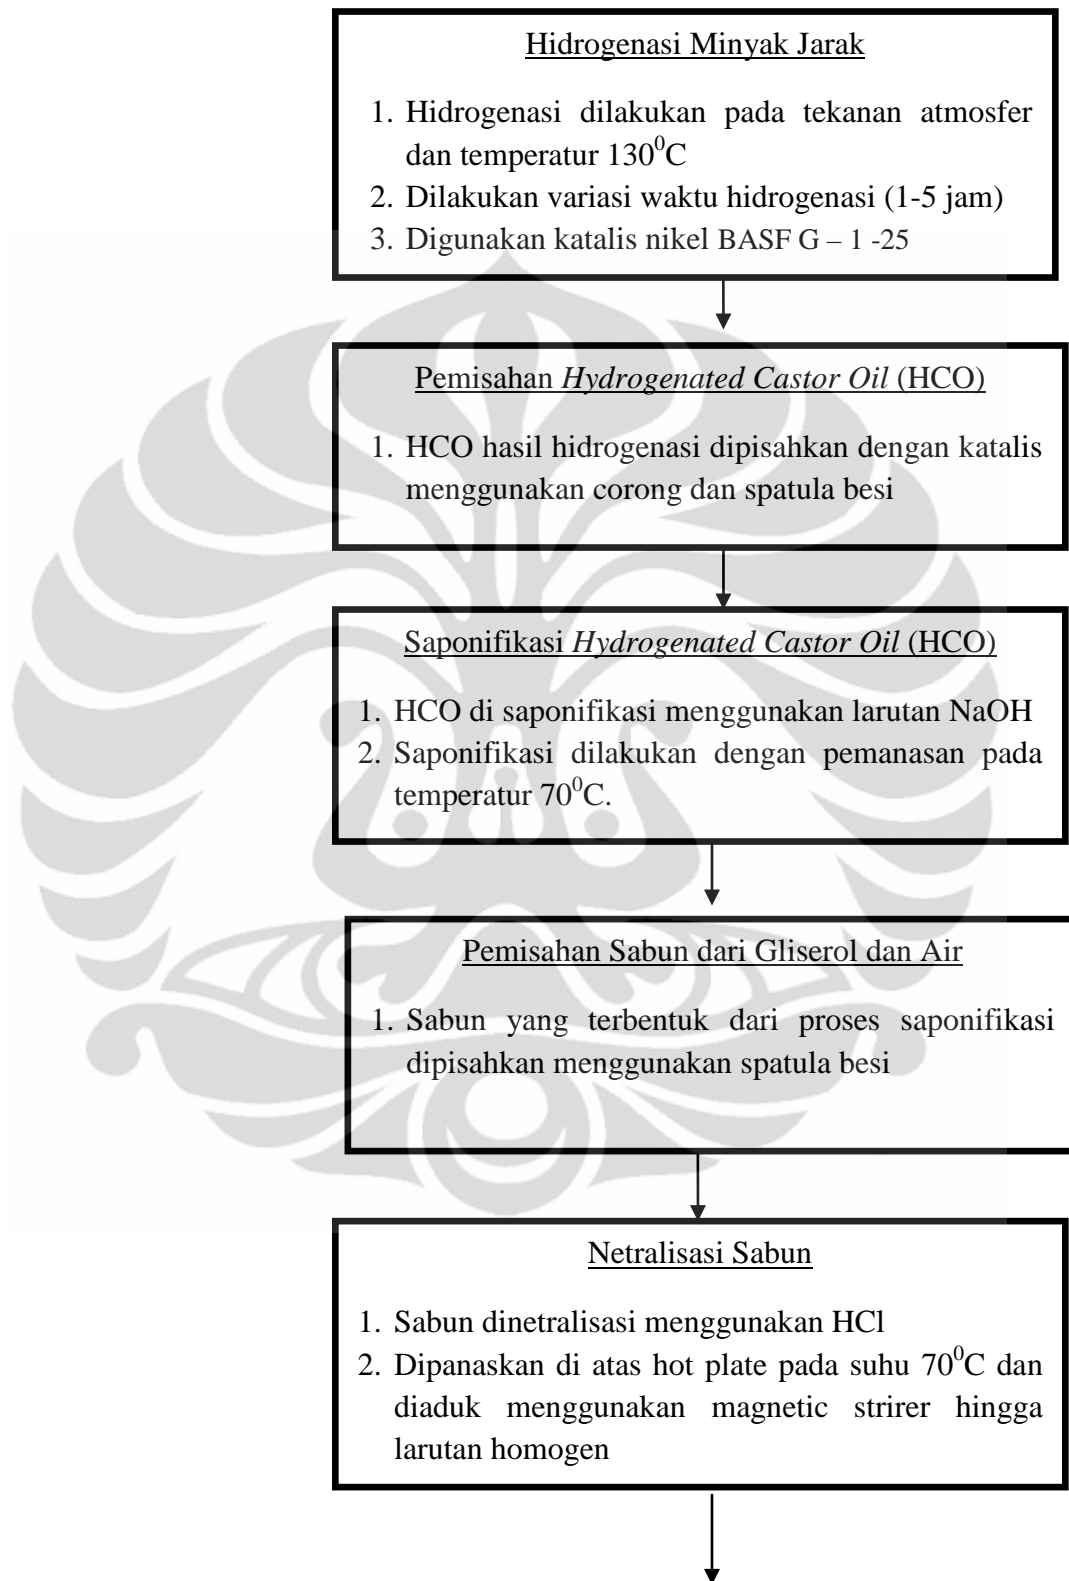 Hidrogenasi Minyak Jarak
1. Hidrogenasi dilakukan pada tekanan atmosfer
dan temperatur 130⁰C
2. Dilakukan variasi waktu hidrogenasi (1-5 jam)
3. Digunakan katalis nikel BASF G – 1 -25
Pemisahan Hydrogenated Castor Oil (HCO)
1. HCO hasil hidrogenasi dipisahkan dengan katalis
menggunakan corong dan spatula besi
Saponifikasi Hydrogenated Castor Oil (HCO)
1. HCO di saponifikasi menggunakan larutan NaOH
2. Saponifikasi dilakukan dengan pemanasan pada
temperatur 70⁰C.
Pemisahan Sabun dari Gliserol dan Air
1. Sabun yang terbentuk dari proses saponifikasi
dipisahkan menggunakan spatula besi
Netralisasi Sabun
1. Sabun dinetralisasi menggunakan HCl
2. Dipanaskan di atas hot plate pada suhu 70⁰C dan
diaduk menggunakan magnetic strirer hingga
larutan homogen